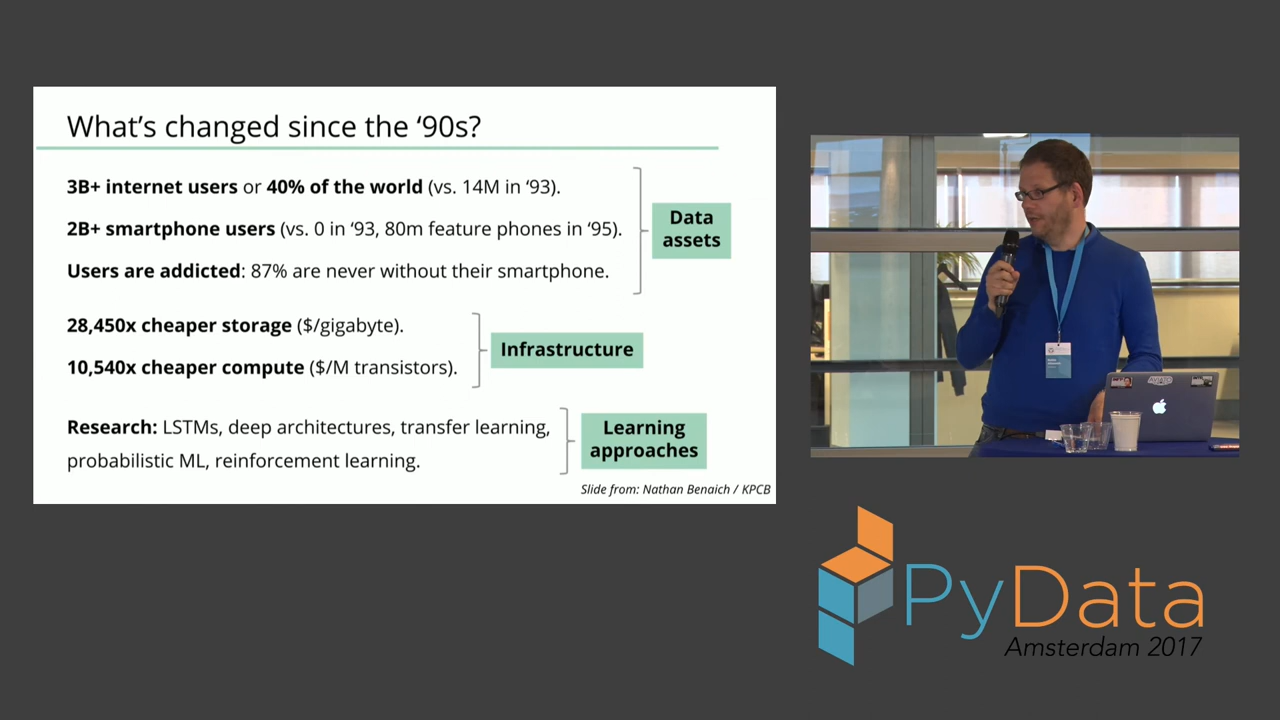 What's changed since the '90s?
3B+ internet users or 40% of the world (vs. 14M in '93).
2B+ smartphone users (vs. 0 in '93, 80m feature phones in '95).
Users are addicted: 87% are never without their smartphone.
Data
assets
28,450x cheaper storage ($/gigabyte).
10,540x cheaper compute ($/M transistors).
Infrastructure
Research: LSTMs, deep architectures, transfer learning,
probabilistic ML, reinforcement learning.
Learning
approaches
Slide from: Nathan Benaich / KPCB
PyData
Amsterdam 2017